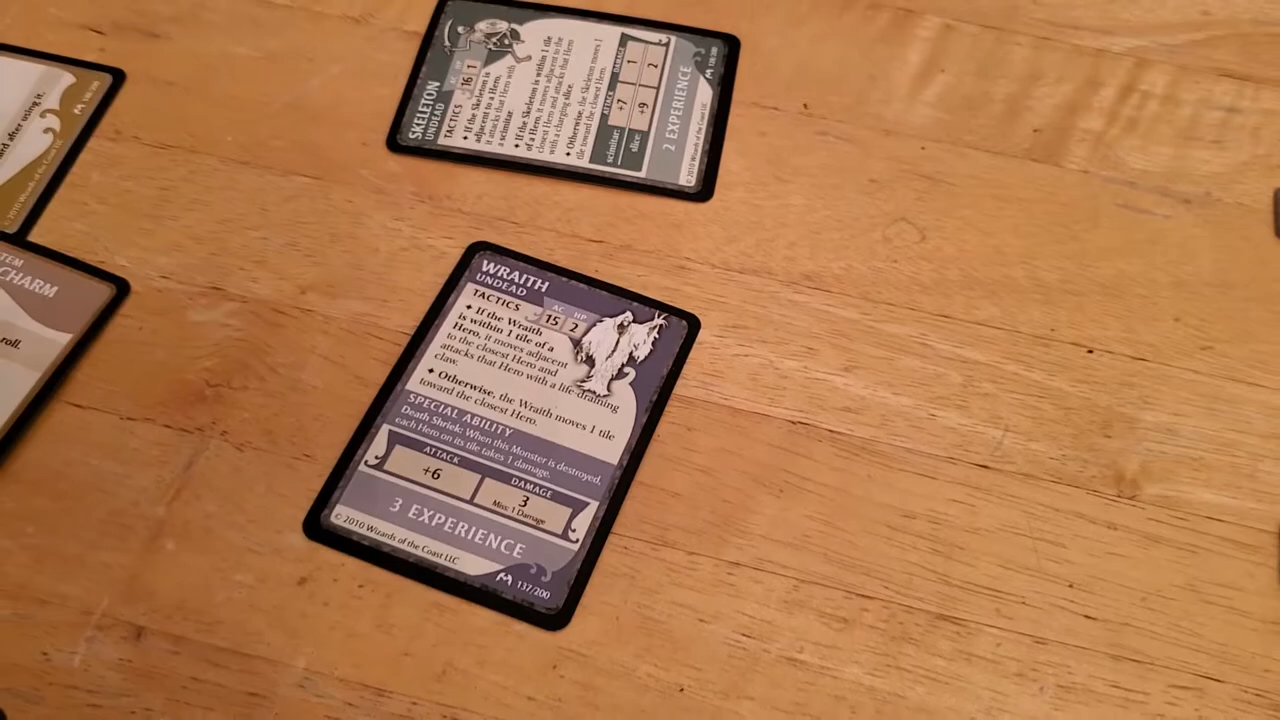 ard after using it.
© 2010 Wizards of the Coast LLC
TEM
CHARM
roll.
SKELETON
UNDEAD
AC HP
16 1
TACTICS
✦ If the Skeleton is
adjacent to a Hero,
it attacks that Hero with
a scimitar.
✦ If the Skeleton is within 1 tile
of a Hero, it moves adjacent to the
closest Hero and attacks that Hero
with a charging slice.
✦ Otherwise, the Skeleton moves 1
tile toward the closest Hero.
ATTACK DAMAGE
scimitar: +7 1
slice: +9 2
2 EXPERIENCE
© 2010 Wizards of the Coast LLC
WRAITH
UNDEAD
TACTICS
AC HP
15 2
✦ If the Wraith
is within 1 tile of a
Hero, it moves adjacent
to the closest Hero and
attacks that Hero with a life-draining
claw.
✦ Otherwise, the Wraith moves 1 tile
toward the closest Hero.
SPECIAL ABILITY
Death Shriek: When this Monster is destroyed,
each Hero on its tile takes 1 damage.
ATTACK
+6
DAMAGE
3
Miss: 1 Damage
3 EXPERIENCE
© 2010 Wizards of the Coast LLC
137/200